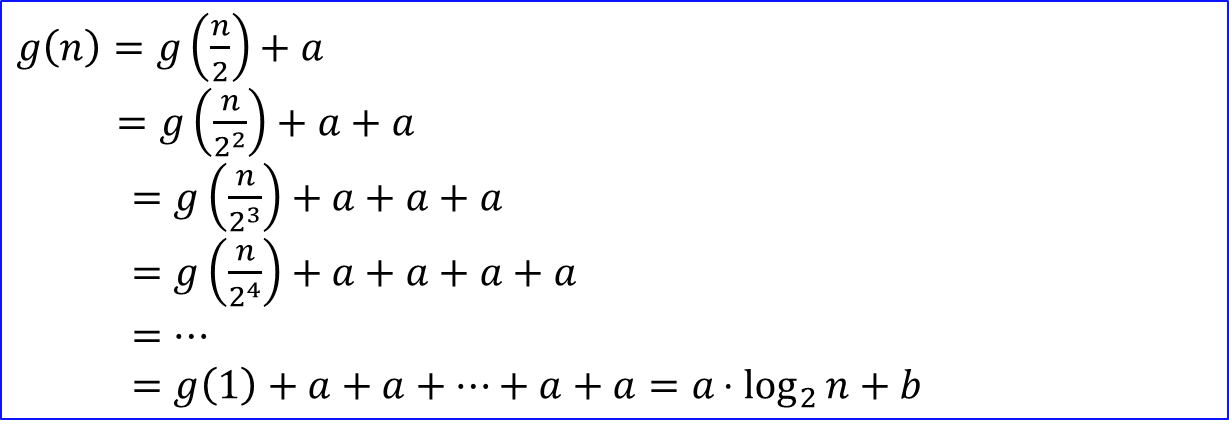 g(n) = g(n/2) + a
= g(n/2²) + a + a
= g(n/2³) + a + a + a
= g(n/2⁴) + a + a + a + a
= ⋯
= g(1) + a + a + ⋯ + a + a = a · log₂ n + b